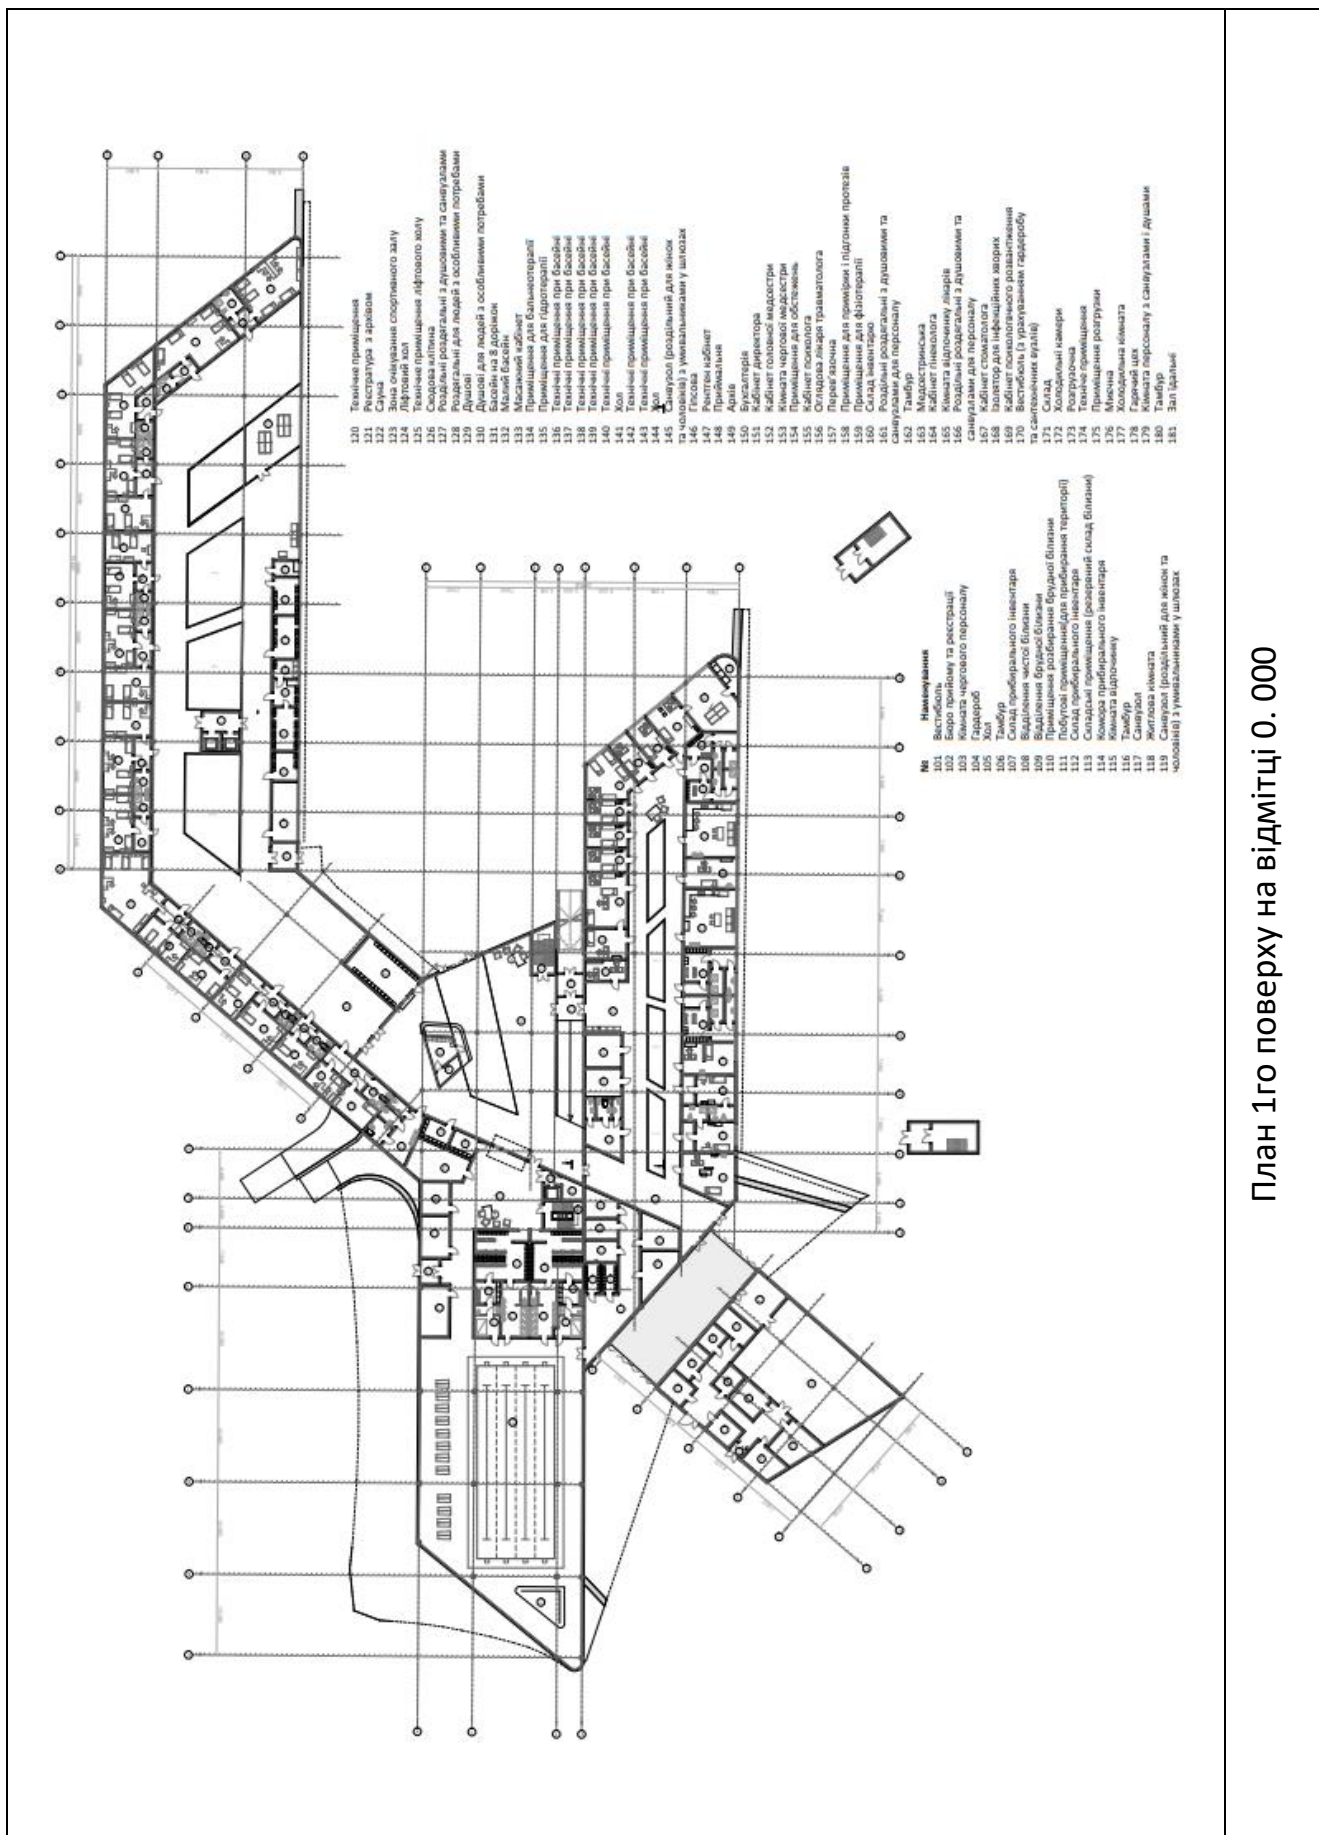 План 1го поверху на відмітці 0. 000
№ Наменування
101 Вестибюль
102 Бюро прийому та реєстрації
103 Кімната чергового персоналу
104 Гардероб
105 Хол
106 Тамбур
107 Склад прибирального інвентаря
108 Відділення чистої білизни
109 Відділення брудної білизни
110 Приміщення розбирання брудної білизни
111 Побутові приміщення(для прибирання території)
112 Склад прибирального інвентаря
113 Складські приміщення (резервний склад білизни)
114 Комора прибирального інвентаря
115 Кімната відпочинку
116 Тамбур
117 Санвузол
118 Житлова кімната
119 Санвузол (роздільний для жінок та
чоловіків) з умивальниками у шлюзах
120 Технічне приміщення
121 Реєстратура з архівом
122 Сауна
123 Зона очікування спортивного залу
124 Ліфтовий хол
125 Технічне приміщення ліфтового холу
126 Сходова клітина
127 Роздільні роздягальні з душовими та санвузлами
128 Роздягальні для людей з особливими потребами
129 Душові
130 Душові для людей з особливими потребами
131 Басейн на 8 доріжок
132 Малий басейн
133 Масажний кабінет
134 Приміщення для бальнеотерапії
135 Приміщення для гідротерапії
136 Технічні приміщення при басейні
137 Технічні приміщення при басейні
138 Технічні приміщення при басейні
139 Технічні приміщення при басейні
140 Технічні приміщення при басейні
141 Хол
142 Технічні приміщення при басейні
143 Технічні приміщення при басейні
144 Хол
145 Санвузол (роздільний для жінок
та чоловіків) з умивальниками у шлюзах
146 Гіпсова
147 Рентген кабінет
148 Приймальня
149 Архів
150 Бухгалтерія
151 Кабінет директора
152 Кабінет головної медсестри
153 Кімната чергової медсестри
154 Приміщення для обстежень
155 Кабінет психолога
156 Оглядова лікаря травматолога
157 Перев'язочна
158 Приміщення для примірки і підгонки протезів
159 Приміщення для фізіотерапії
160 Склад інвентарю
161 Роздільні роздягальні з душовими та
санвузлами для персоналу
162 Тамбур
163 Медсестринська
164 Кабінет гінеколога
165 Кімната відпочинку лікарів
166 Роздільні роздягальні з душовими та
санвузлами для персоналу
167 Кабінет стоматолога
168 Ізолятор для інфекційних хворих
169 Кабінет психологічного розвантаження
170 Вестибюль (з урахуванням гардеробу
та сантехнічних вузлів)
171 Склад
172 Холодильні камери
173 Розгрузочна
174 Технічне приміщення
175 Приміщення розгрузки
176 Миючна
177 Холодильна кімната
178 Гарячий цех
179 Кімната персоналу з санвузлами і душами
180 Тамбур
181 Зал їдальні